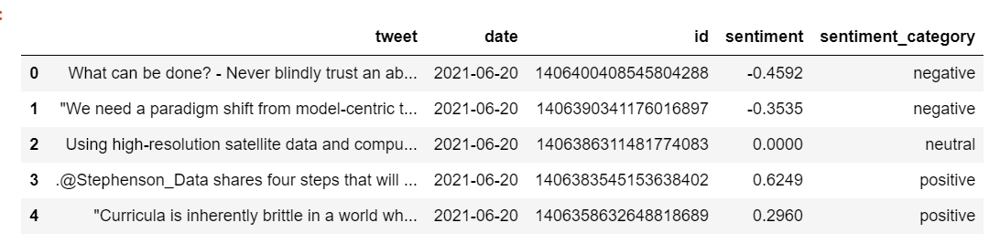 :
tweet date id sentiment sentiment_category
0 What can be done? - Never blindly trust an ab... 2021-06-20 1406400408545804288 -0.4592 negative
1 "We need a paradigm shift from model-centric t... 2021-06-20 1406390341176016897 -0.3535 negative
2 Using high-resolution satellite data and compu... 2021-06-20 1406386311481774083 0.0000 neutral
3 .@Stephenson_Data shares four steps that will ... 2021-06-20 1406383545153638402 0.6249 positive
4 "Curricula is inherently brittle in a world wh... 2021-06-20 1406358632648818689 0.2960 positive